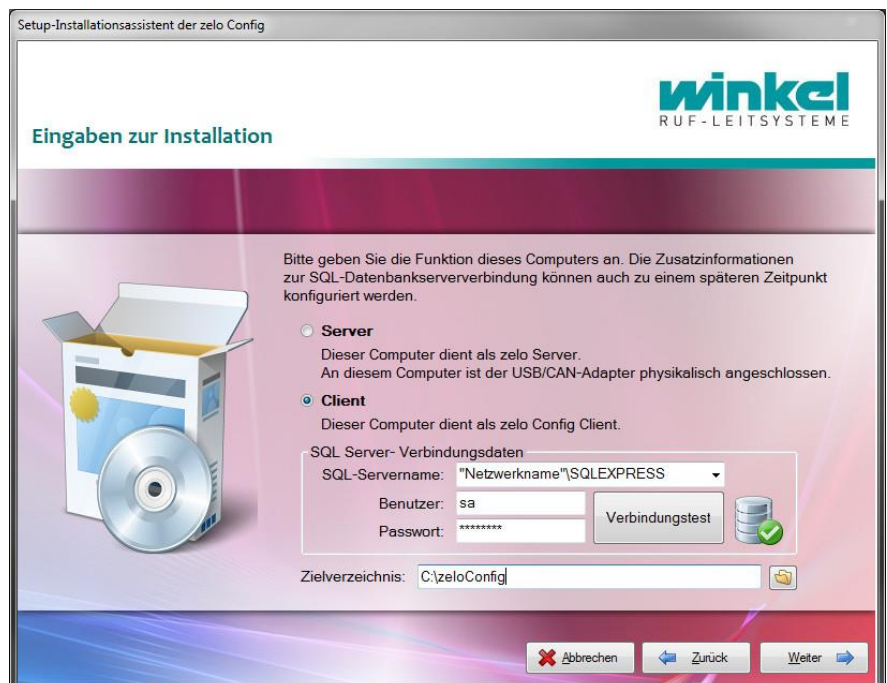 Setup-Installationsassistent der zelo Config
winkel
RUF-LEITSYSTEME
Eingaben zur Installation
Bitte geben Sie die Funktion dieses Computers an. Die Zusatzinformationen
zur SQL-Datenbankserververbindung können auch zu einem späteren Zeitpunkt
konfiguriert werden.
Server
Dieser Computer dient als zelo Server.
An diesem Computer ist der USB/CAN-Adapter physikalisch angeschlossen.
Client
Dieser Computer dient als zelo Config Client.
SQL Server- Verbindungsdaten
SQL-Servername: "Netzwerkname"\SQLEXPRESS
Benutzer: sa
Passwort: ********
Verbindungstest
Zielverzeichnis: C:\zeloConfig
Abbrechen Zurück Weiter